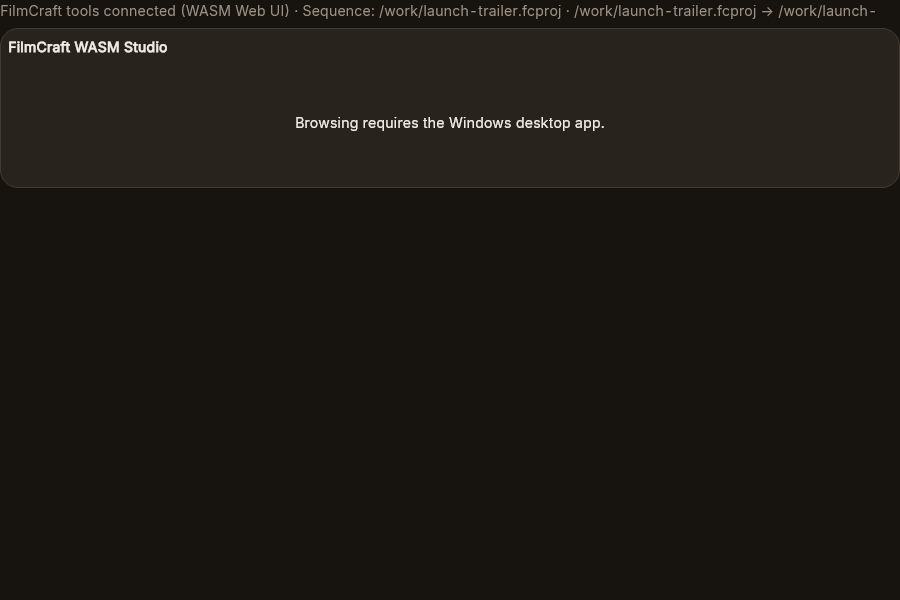 FilmCraft tools connected (WASM Web UI) · Sequence: /work/launch-trailer.fcproj · /work/launch-trailer.fcproj → /work/launch-
FilmCraft WASM Studio
Browsing requires the Windows desktop app.